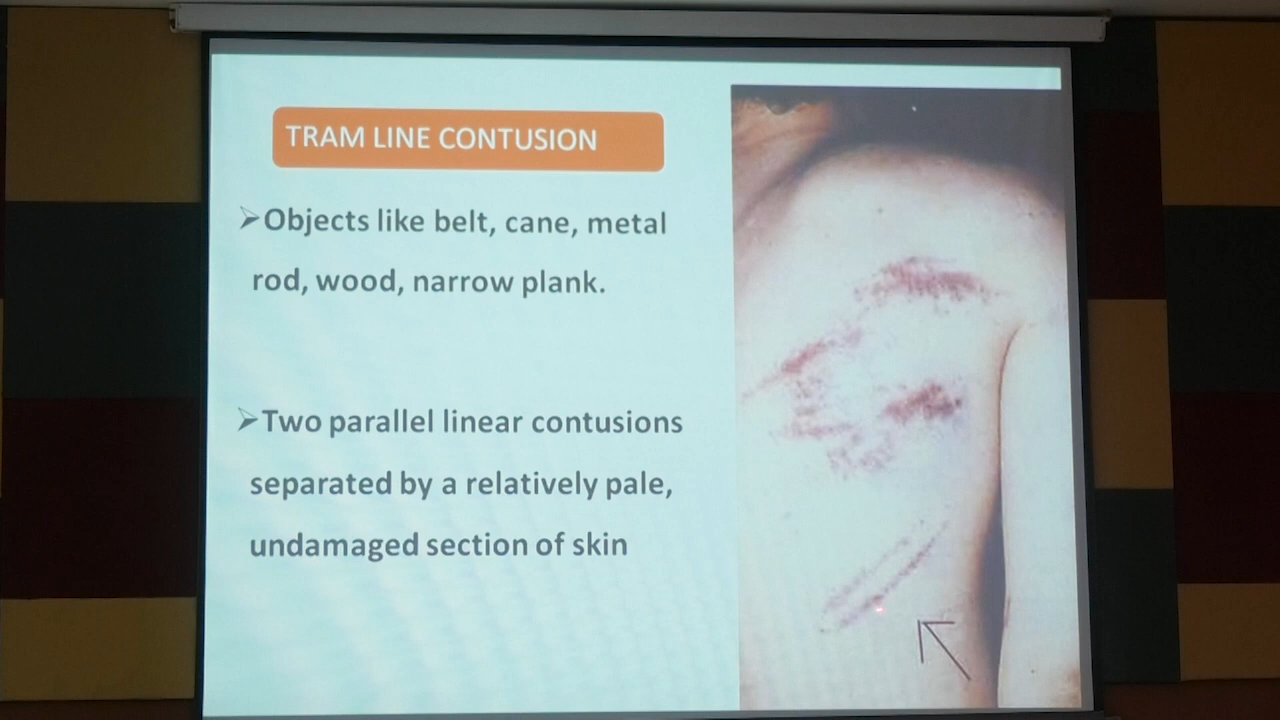 TRAM LINE CONTUSION
➢Objects like belt, cane, metal
rod, wood, narrow plank.
➢Two parallel linear contusions
separated by a relatively pale,
undamaged section of skin